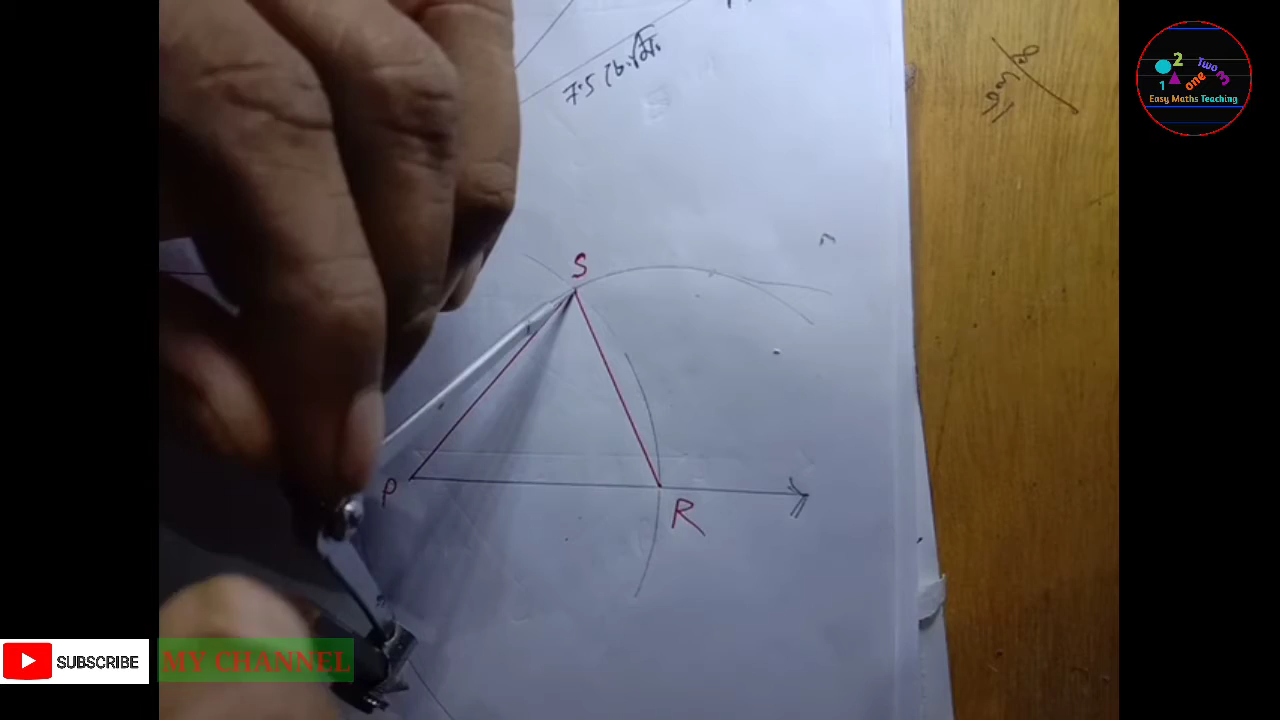 7.5 সে.মি.
S
P
R
1
2
Two
one
3
Easy Maths Teaching
SUBSCRIBE
MY CHANNEL